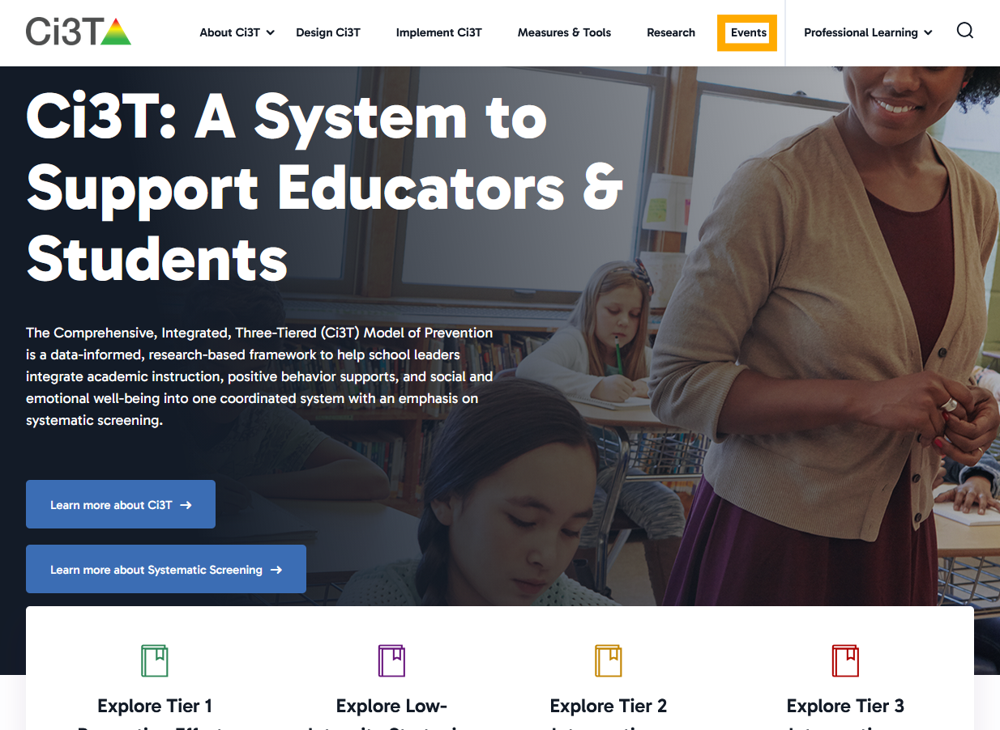 Ci3T
About Ci3T
Design Ci3T
Implement Ci3T
Measures & Tools
Research
Events
Professional Learning
Ci3T: A System to
Support Educators &
Students
The Comprehensive, Integrated, Three-Tiered (Ci3T) Model of Prevention
is a data-informed, research-based framework to help school leaders
integrate academic instruction, positive behavior supports, and social and
emotional well-being into one coordinated system with an emphasis on
systematic screening.
Learn more about Ci3T →
Learn more about Systematic Screening →
Explore Tier 1
Explore Low-
Explore Tier 2
Explore Tier 3